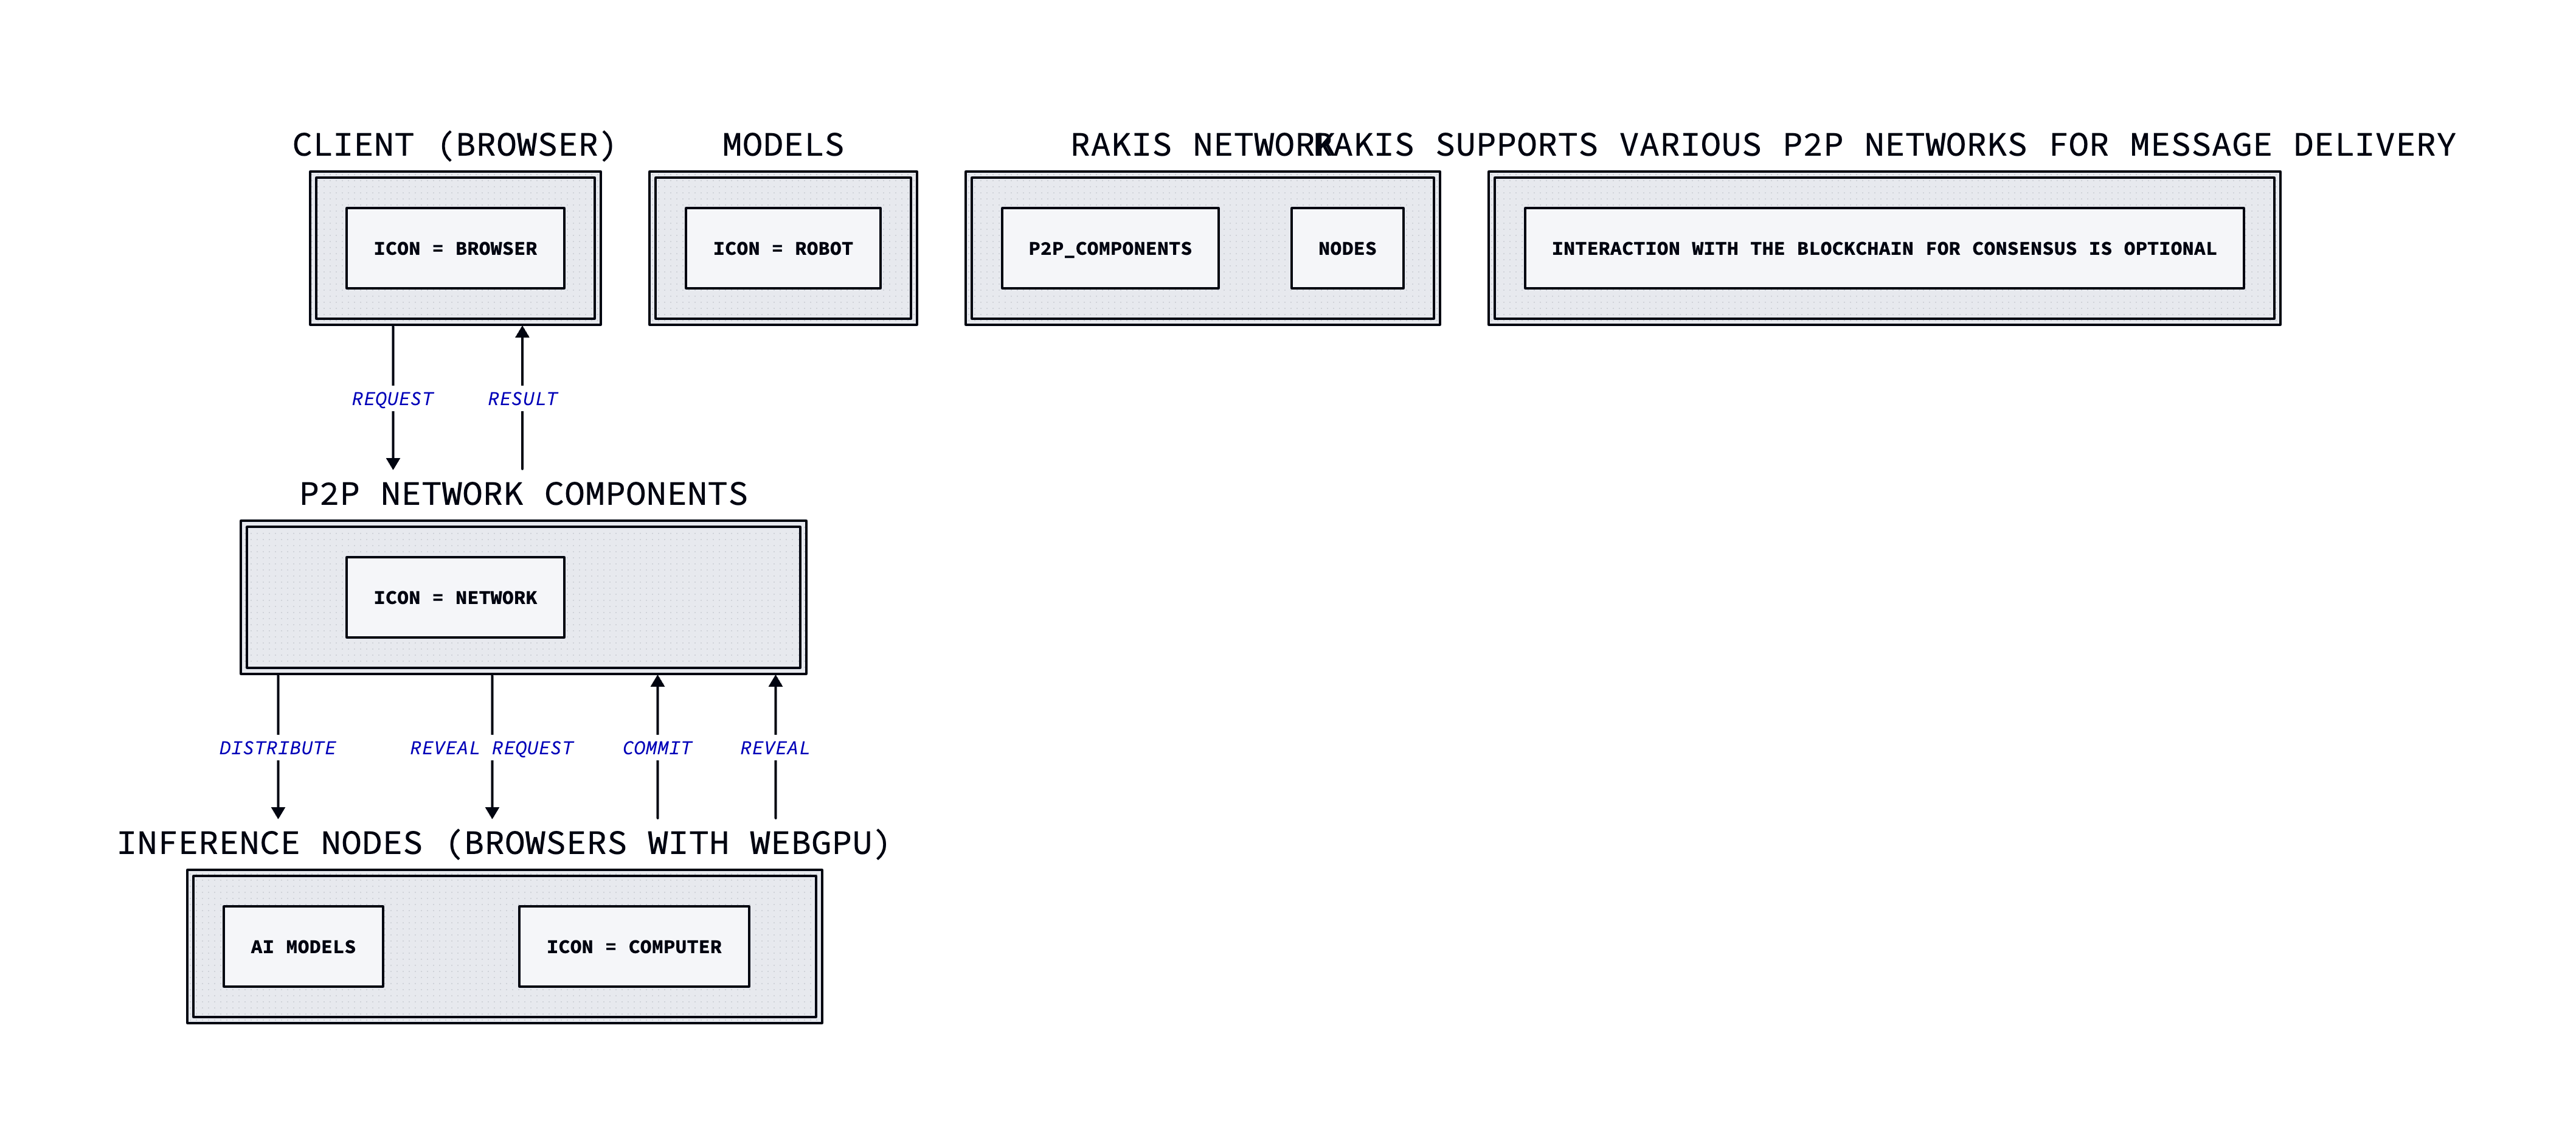 CLIENT (BROWSER)
MODELS
RAKIS NETWORK
RAKIS SUPPORTS VARIOUS P2P NETWORKS FOR MESSAGE DELIVERY
ICON = BROWSER
ICON = ROBOT
P2P_COMPONENTS
NODES
INTERACTION WITH THE BLOCKCHAIN FOR CONSENSUS IS OPTIONAL
REQUEST
RESULT
P2P NETWORK COMPONENTS
ICON = NETWORK
DISTRIBUTE
REVEAL REQUEST
COMMIT
REVEAL
INFERENCE NODES (BROWSERS WITH WEBGPU)
AI MODELS
ICON = COMPUTER